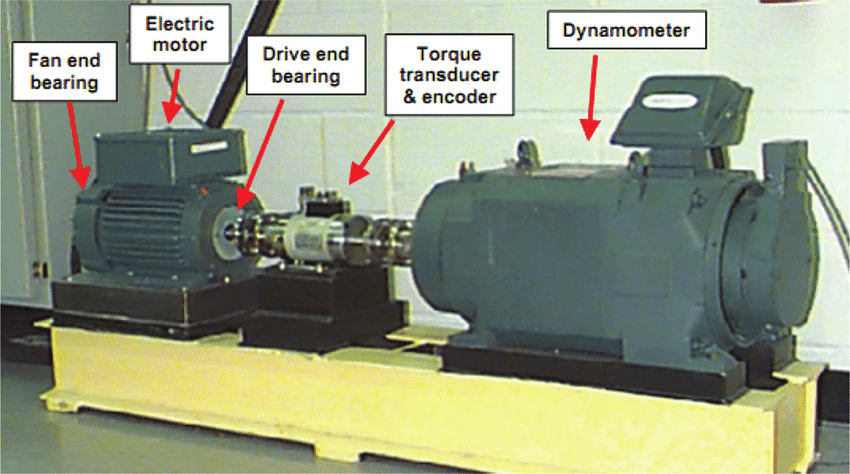 Fan end
bearing
Electric
motor
Drive end
bearing
Torque
transducer
& encoder
Dynamometer